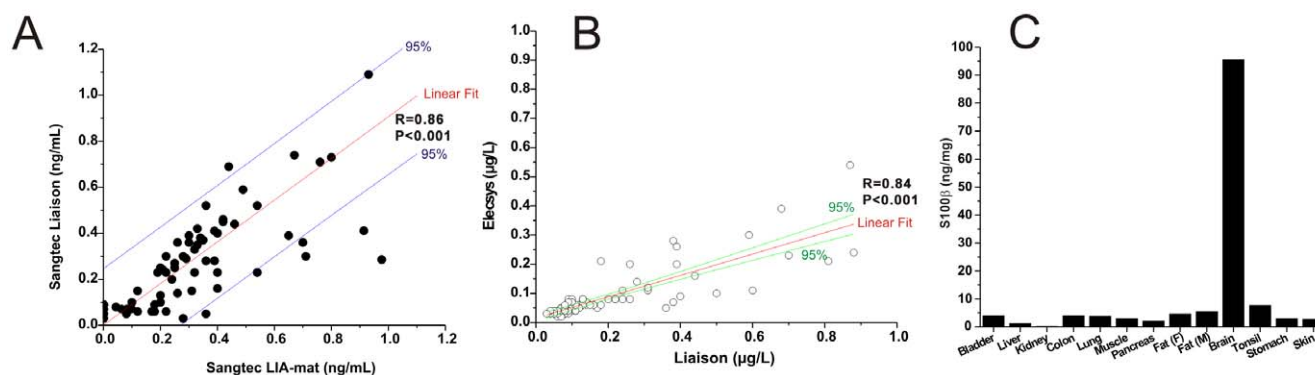 A
Sangtec Liaison (ng/mL)
1.2
1.0
0.8
0.6
0.4
0.2
0.0
95%
Linear Fit
R=0.86
P<0.001
95%
0.0 0.2 0.4 0.6 0.8 1.0 1.2
Sangtec LIA-mat (ng/mL)
B
Elecsys (µg/L)
1.0
0.9
0.8
0.7
0.6
0.5
0.4
0.3
0.2
0.1
0.0
R=0.84
P<0.001
95%
Linear Fit
95%
0.0 0.2 0.4 0.6 0.8 1.0
Liaison (µg/L)
C
S100β (ng/mg)
100
90
80
70
60
50
40
30
20
10
0
Bladder
Liver
Kidney
Colon
Lung
Muscle
Pancreas
Fat (F)
Fat (M)
Brain
Tonsil
Stomach
Skin